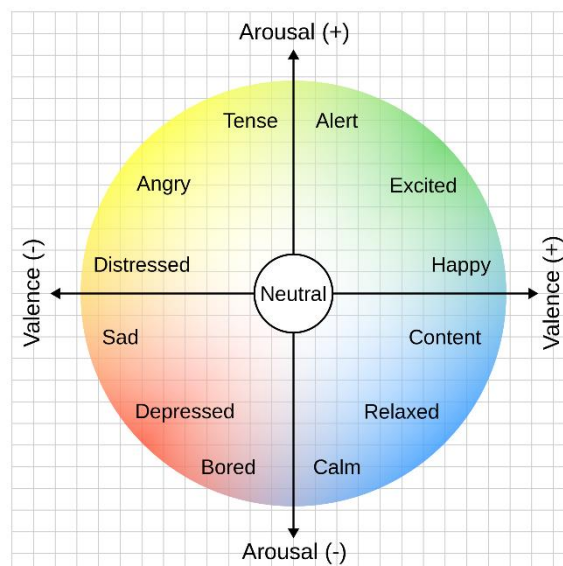 Arousal (+)
Tense
Alert
Angry
Excited
Distressed
Happy
Valence (-)
Neutral
Valence (+)
Sad
Content
Depressed
Relaxed
Bored
Calm
Arousal (-)